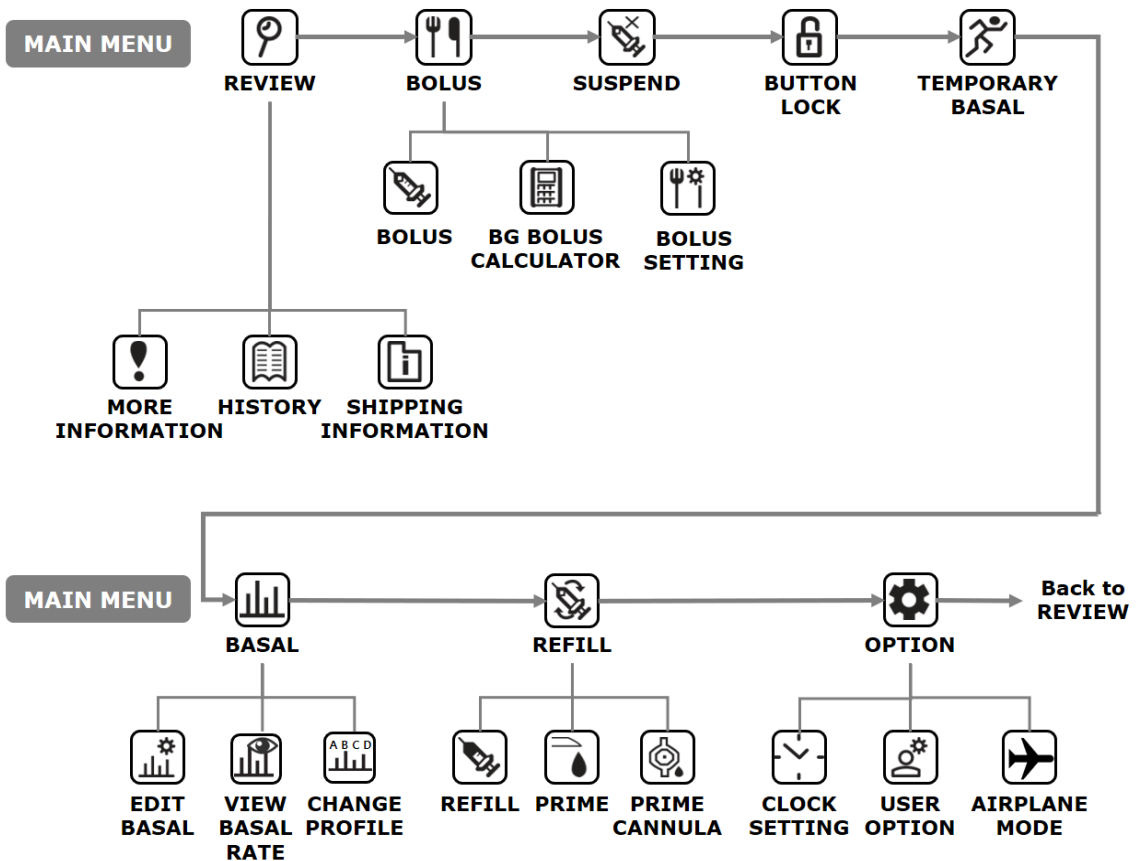 MAIN MENU
REVIEW
BOLUS
SUSPEND
BUTTON
LOCK
TEMPORARY
BASAL
BOLUS
BG BOLUS
CALCULATOR
BOLUS
SETTING
MORE
INFORMATION
HISTORY
SHIPPING
INFORMATION
MAIN MENU
BASAL
REFILL
OPTION
Back to
REVIEW
A B C D
EDIT
BASAL
VIEW
BASAL
RATE
CHANGE
PROFILE
REFILL
PRIME
PRIME
CANNULA
CLOCK
SETTING
USER
OPTION
AIRPLANE
MODE